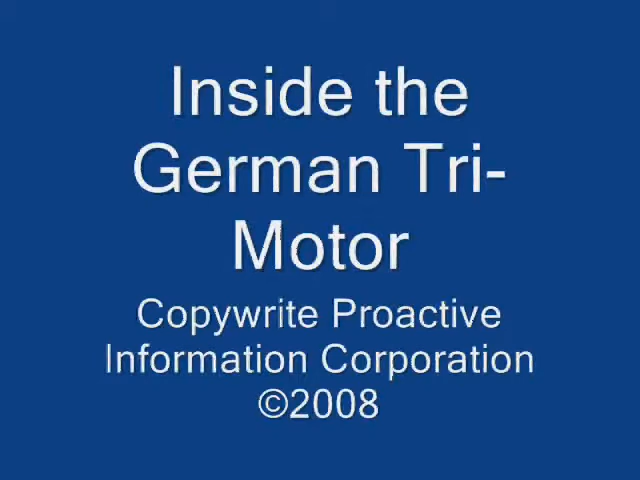 Inside the
German Tri-
Motor
Copywrite Proactive
Information Corporation
©2008